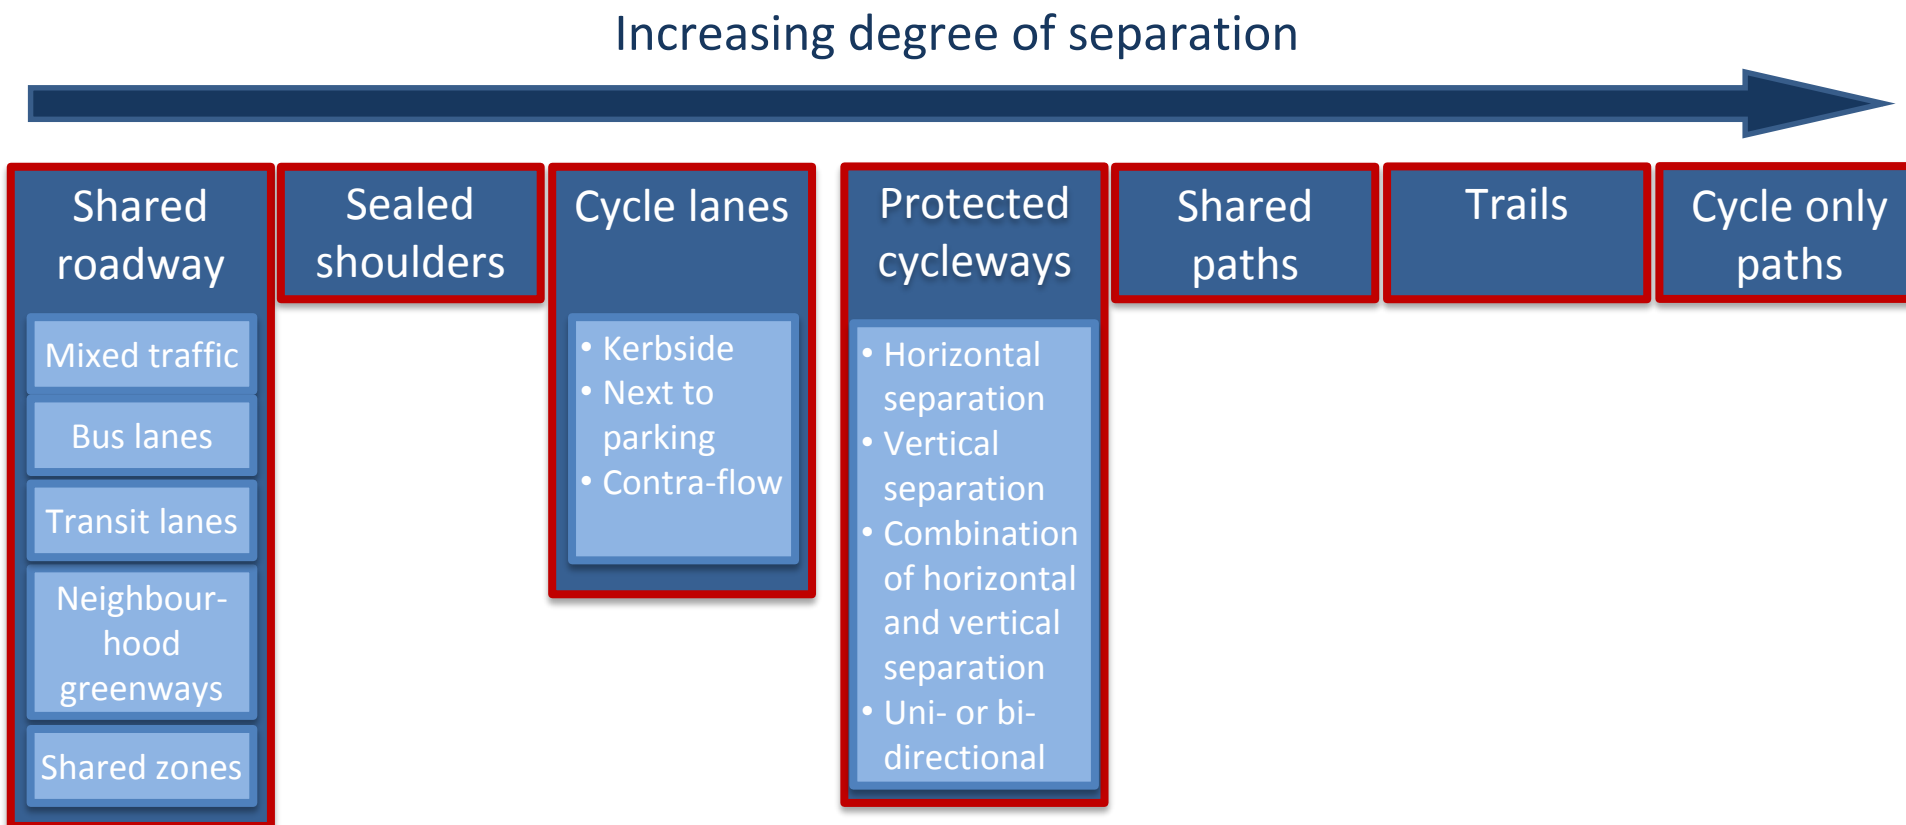 Increasing degree of separation
Shared
roadway
Mixed traffic
Bus lanes
Transit lanes
Neighbour-
hood
greenways
Shared zones
Sealed
shoulders
Cycle lanes
• Kerbside
• Next to
parking
• Contra-flow
Protected
cycleways
• Horizontal
separation
• Vertical
separation
• Combination
of horizontal
and vertical
separation
• Uni- or bi-
directional
Shared
paths
Trails
Cycle only
paths